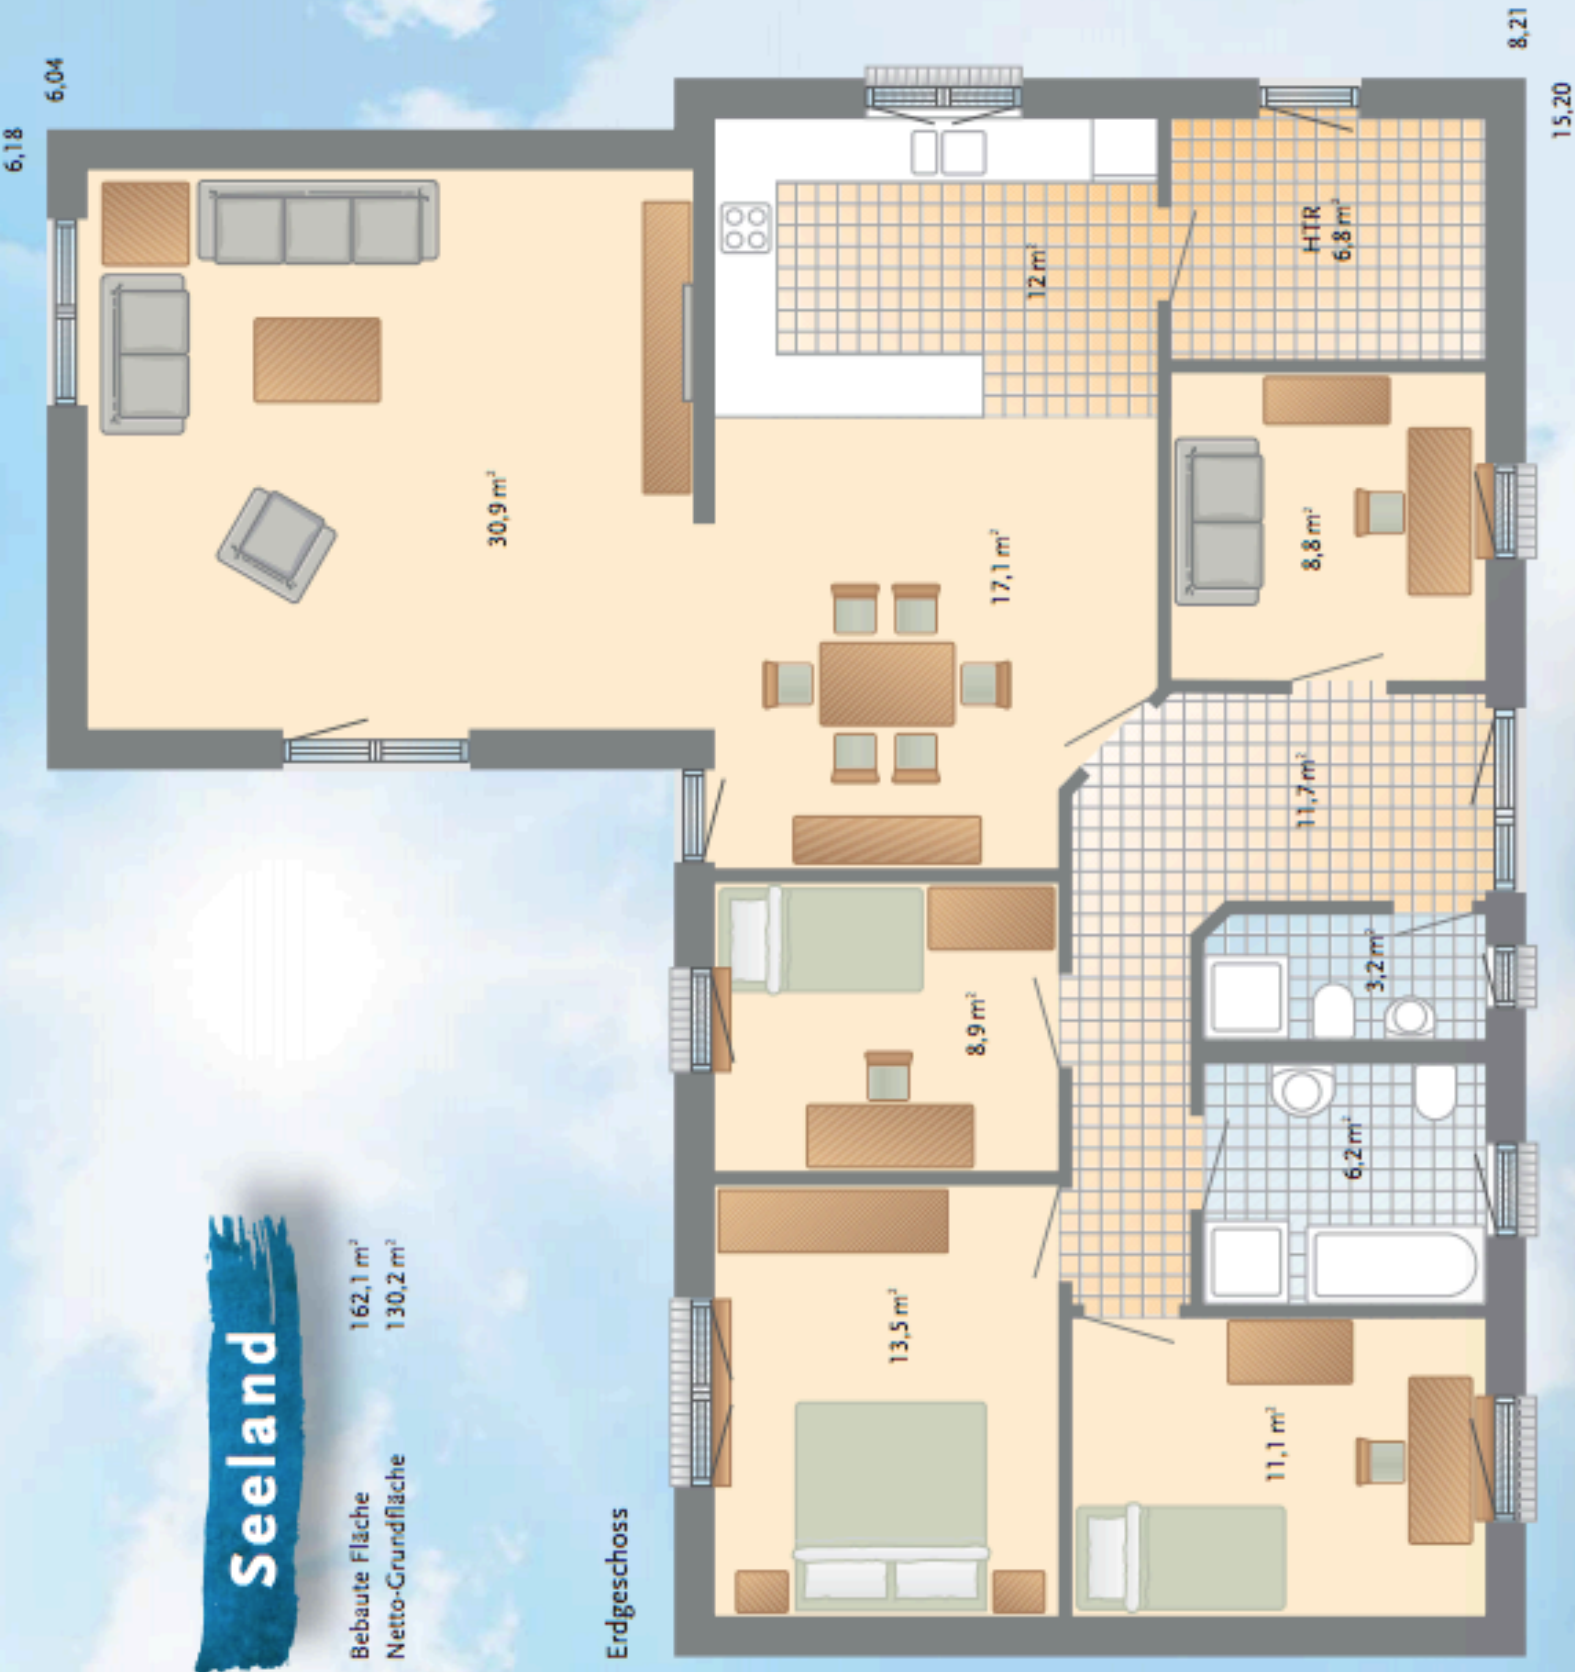 Seeland
Bebaute Fläche 162,1 m²
Netto-Grundfläche 130,2 m²
Erdgeschoss
6,18
6,04
30,9 m²
12 m²
17,1 m²
HTR
6,8 m²
8,8 m²
11,7 m²
8,9 m²
3,2 m²
6,2 m²
13,5 m²
11,1 m²
8,21
15,20